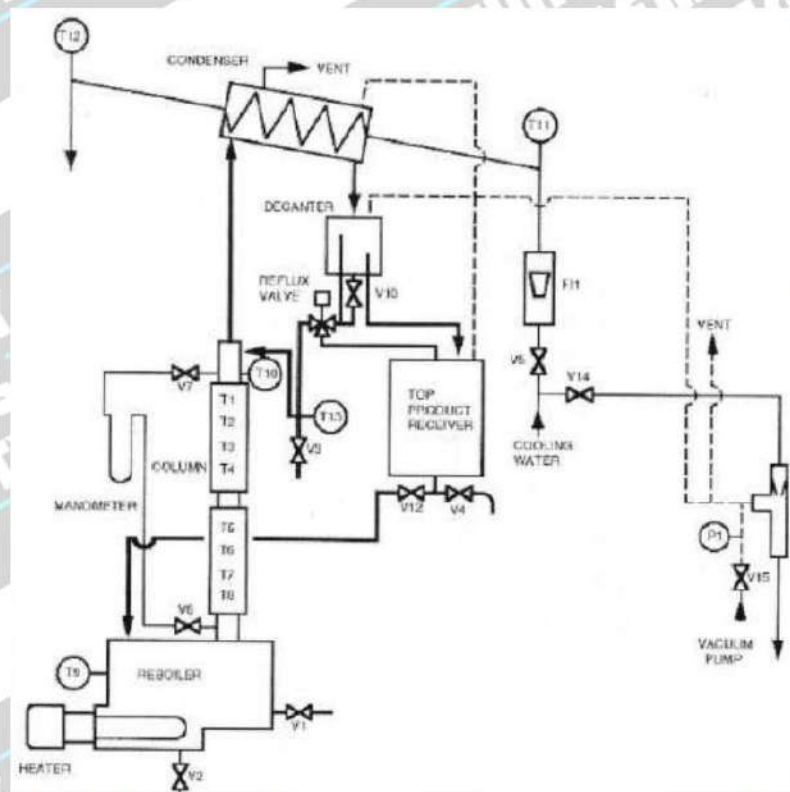 T12
CONDENSER
VENT
T11
DECANTER
REFLUX
VALVE
V10
FI1
VENT
V5
V14
COOLING
WATER
V7
T10
T1
T2
T3
T4
T13
V3
TOP
PRODUCT
RECEIVER
COLUMN
MANOMETER
V12
V4
T5
T6
T7
T8
P1
V15
V6
VACUUM
PUMP
T9
REBOILER
V1
HEATER
V2